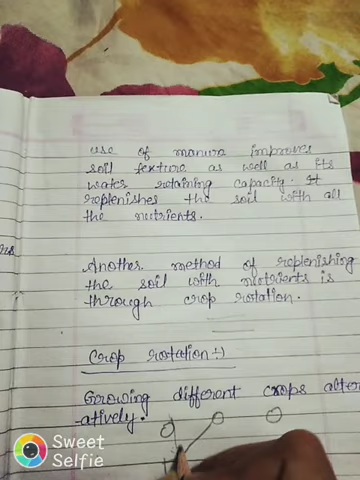 use of manure improves
soil texture as well as its
water retaining capacity. It
replenishes the soil with all
the nutrients.
Another method of replenishing
the soil with nutrients is
through crop rotation.
Crop rotation:-)
Growing different crops alter
-atively.
Sweet
Selfie